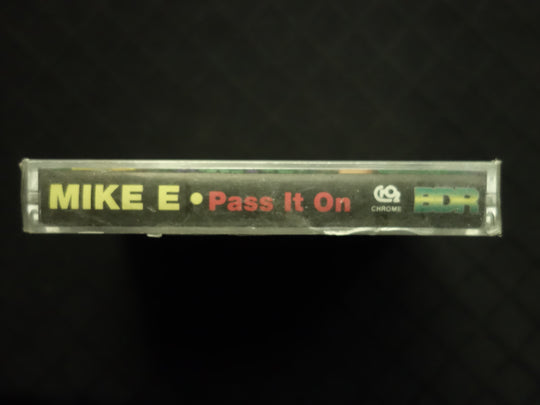 MIKE E • Pass It On
CHROME
BDR